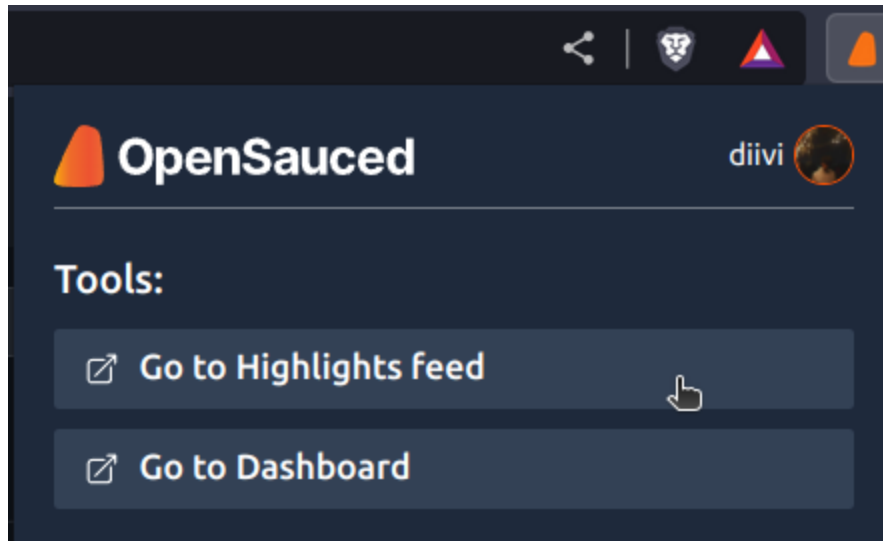 OpenSauced
diivi
Tools:
Go to Highlights feed
Go to Dashboard